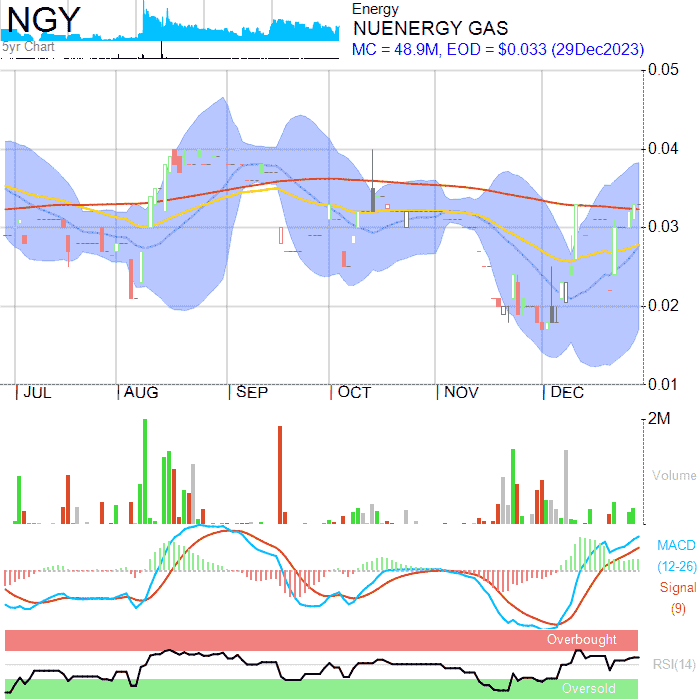 NGY
5yr Chart
Energy
NUENERGY GAS
MC = 48.9M, EOD = $0.033 (29Dec2023)
0.05
0.04
0.03
0.02
0.01
JUL AUG SEP OCT NOV DEC
2M
Volume
MACD
(12-26)
Signal
(9)
Overbought
RSI(14)
Oversold